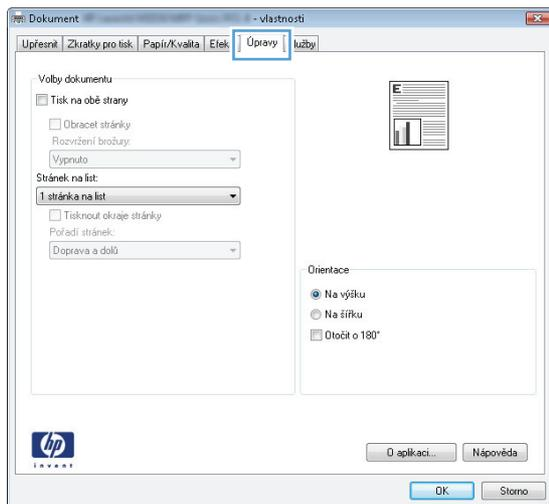 Dokument - vlastnosti
Upřesnit Zkratky pro tisk Papír/Kvalita Efek Úpravy lužby
Volby dokumentu
Tisk na obě strany
Obracet stránky
Rozvržení brožury:
Vypnuto
Stránek na list:
1 stránka na list
Tisknout okraje stránky
Pořadí stránek:
Doprava a dolů
E
Orientace
Na výšku
Na šířku
Otočit o 180°
hp
invent
O aplikaci... Nápověda
OK Storno